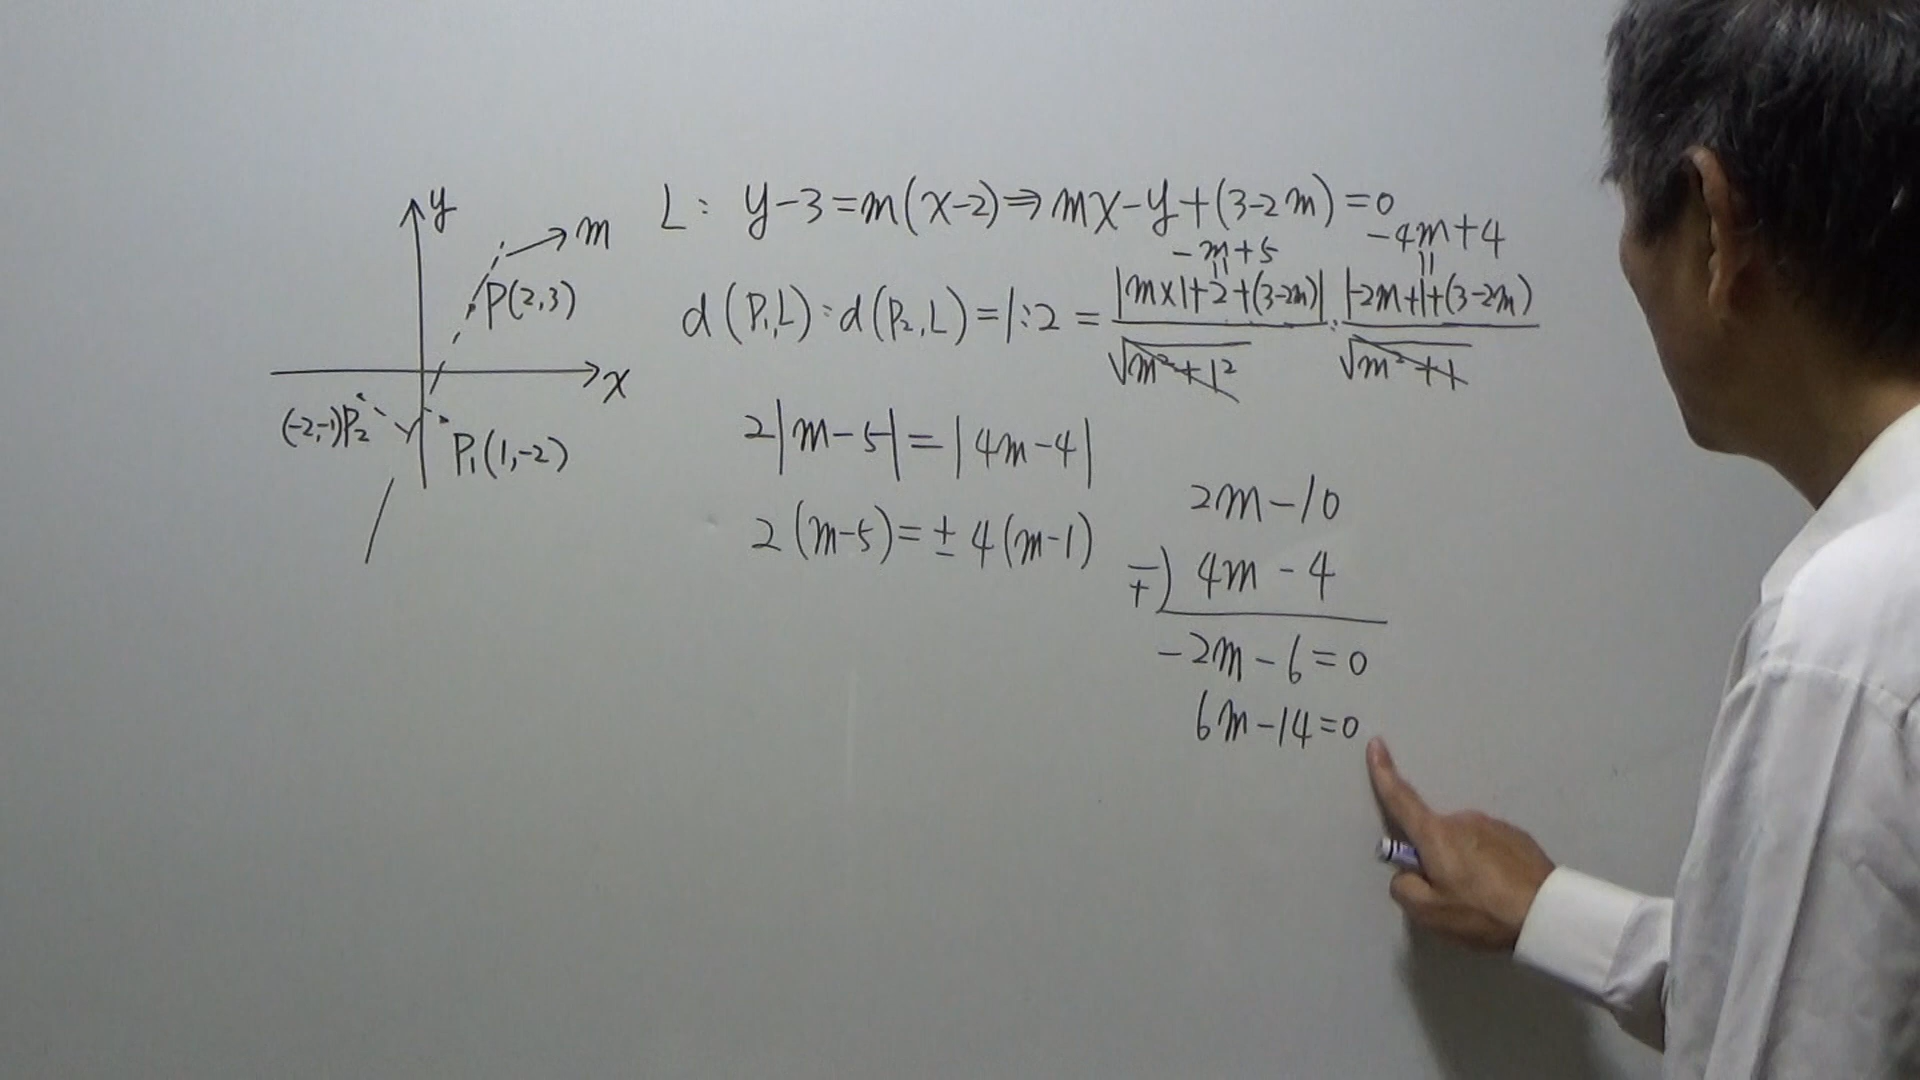 y
m
P(2,3)
x
(-2,-1)P₂
P₁(1,-2)
L: y-3=m(x-2)⇒mx-y+(3-2m)=0
-m+5
-4m+4
d(P₁,L):d(P₂,L)=1:2=|mx1+2+(3-2m)|/√(m²+1²) : |-2m+1+(3-2m)/√(m²+1)
2|m-5|=|4m-4|
2(m-5)=±4(m-1)
2m-10
∓) 4m-4
-2m-6=0
6m-14=0